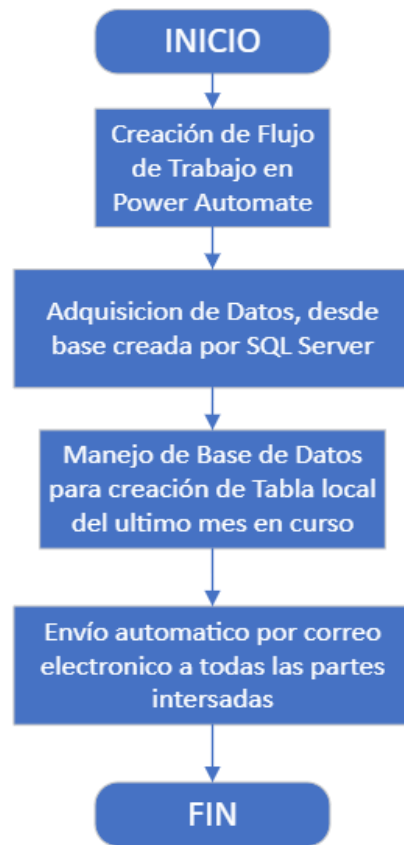 INICIO
Creación de Flujo
de Trabajo en
Power Automate
Adquisicion de Datos, desde
base creada por SQL Server
Manejo de Base de Datos
para creación de Tabla local
del ultimo mes en curso
Envío automatico por correo
electronico a todas las partes
intersadas
FIN